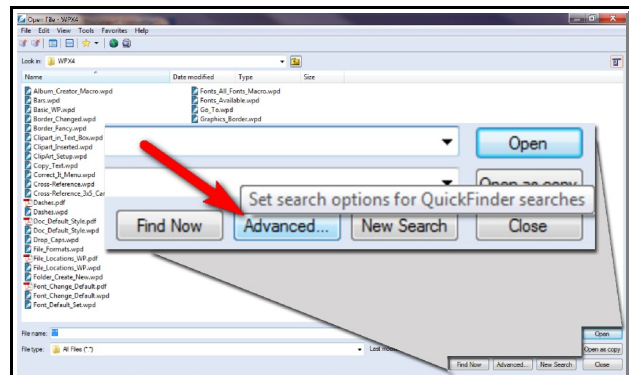 Open File - WPX4
File Edit View Tools Favorites Help
Look in: WPX4
Name Date modified Type Size
Album_Creator_Macro.wpd
Bars.wpd
Basic_WP.wpd
Border_Changed.wpd
Border_Fancy.wpd
Clipart_in_Text_Box.wpd
Clipart_Inserted.wpd
ClipArt_Setup.wpd
Copy_Text.wpd
Correct_It_Menu.wpd
Cross-Reference.wpd
Cross-Reference_3x5_Car
Dashes.pdf
Dashes.wpd
Doc_Default_Style.pdf
Doc_Default_Style.wpd
Drop_Caps.wpd
File_Formats.wpd
File_Locations_WP.pdf
File_Locations_WP.wpd
Folder_Create_New.wpd
Font_Change_Default.pdf
Font_Change_Default.wpd
Font_Default_Set.wpd
Fonts_All_Fonts_Macro.wpd
Fonts_Available.wpd
Go_To.wpd
Graphics_Border.wpd
Open
Open as copy
Set search options for QuickFinder searches
Find Now Advanced... New Search Close
File name: Open
File type: All Files (*.*) Last Open as copy
Find Now Advanced... New Search Close